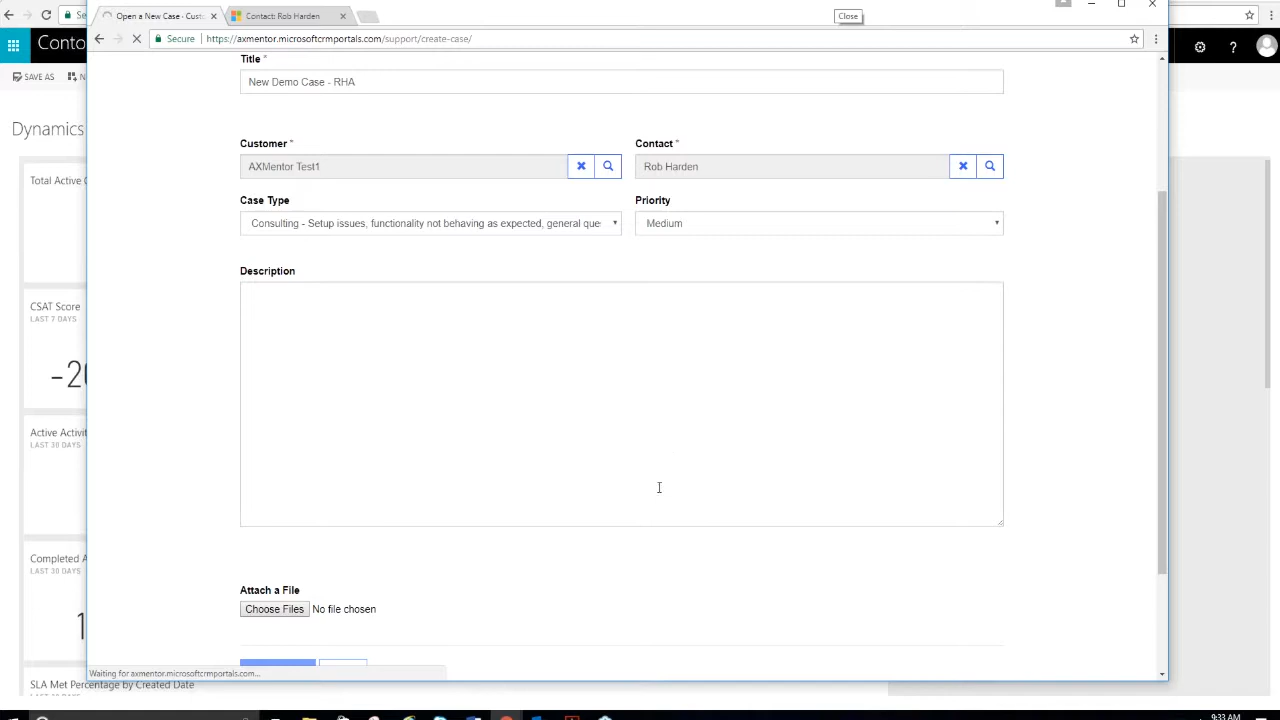 Open a New Case - Custo
Contact: Rob Harden
Close
Secure
https://axmentor.microsoftcrmportals.com/support/create-case/
Conto
SAVE AS
Dynamics
Total Active
CSAT Score
LAST 7 DAYS
-20
Active Activit
LAST 30 DAYS
Completed A
LAST 30 DAYS
1
SLA Met Percentage by Created Date
Title *
New Demo Case - RHA
Customer *
Contact *
AXMentor Test1
Rob Harden
Case Type
Priority
Consulting - Setup issues, functionality not behaving as expected, general que
Medium
Description
Attach a File
Choose Files No file chosen
Waiting for axmentor.microsoftcrmportals.com...
9:33 AM